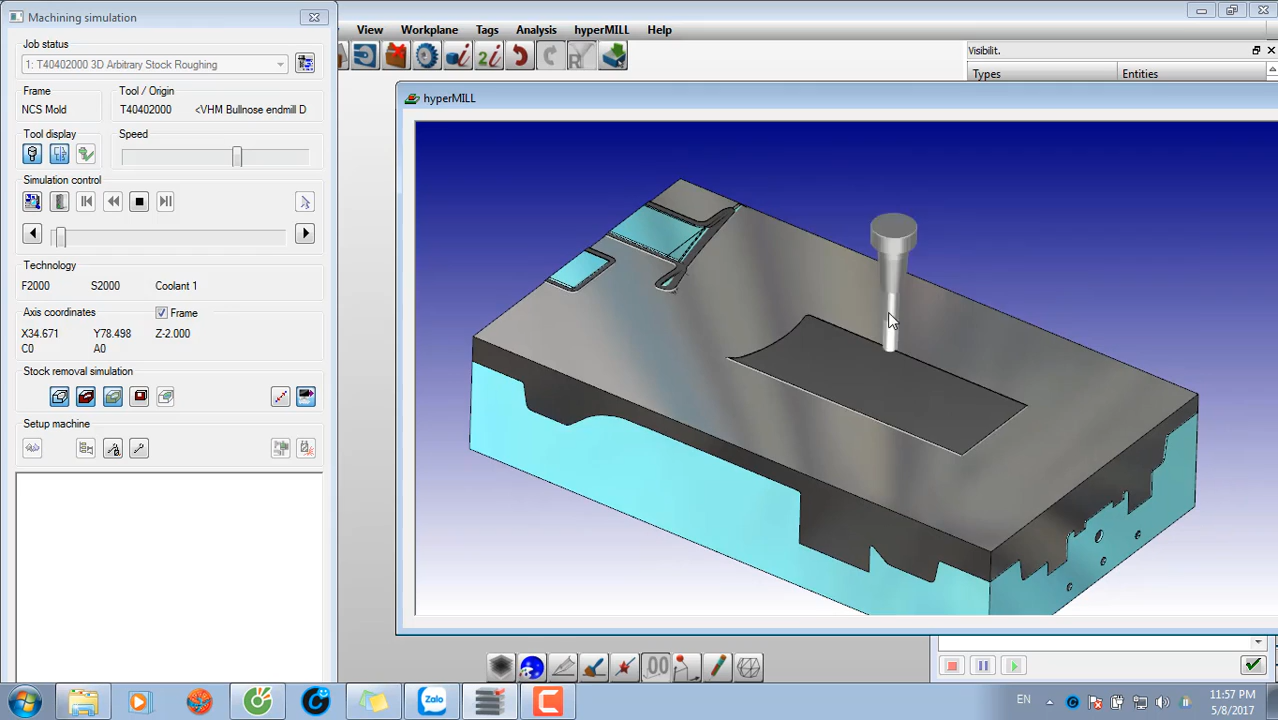 Machining simulation
View Workplane Tags Analysis hyperMILL Help
Job status
1: T40402000 3D Arbitrary Stock Roughing
Visibilit.
Types Entities
Frame Tool / Origin
NCS Mold T40402000 <VHM Bullnose endmill D
hyperMILL
Tool display Speed
Simulation control
Technology
F2000 S2000 Coolant 1
Axis coordinates Frame
X34.671 Y78.498 Z-2.000
C0 A0
Stock removal simulation
Setup machine
Zalo
EN
11:57 PM
5/8/2017